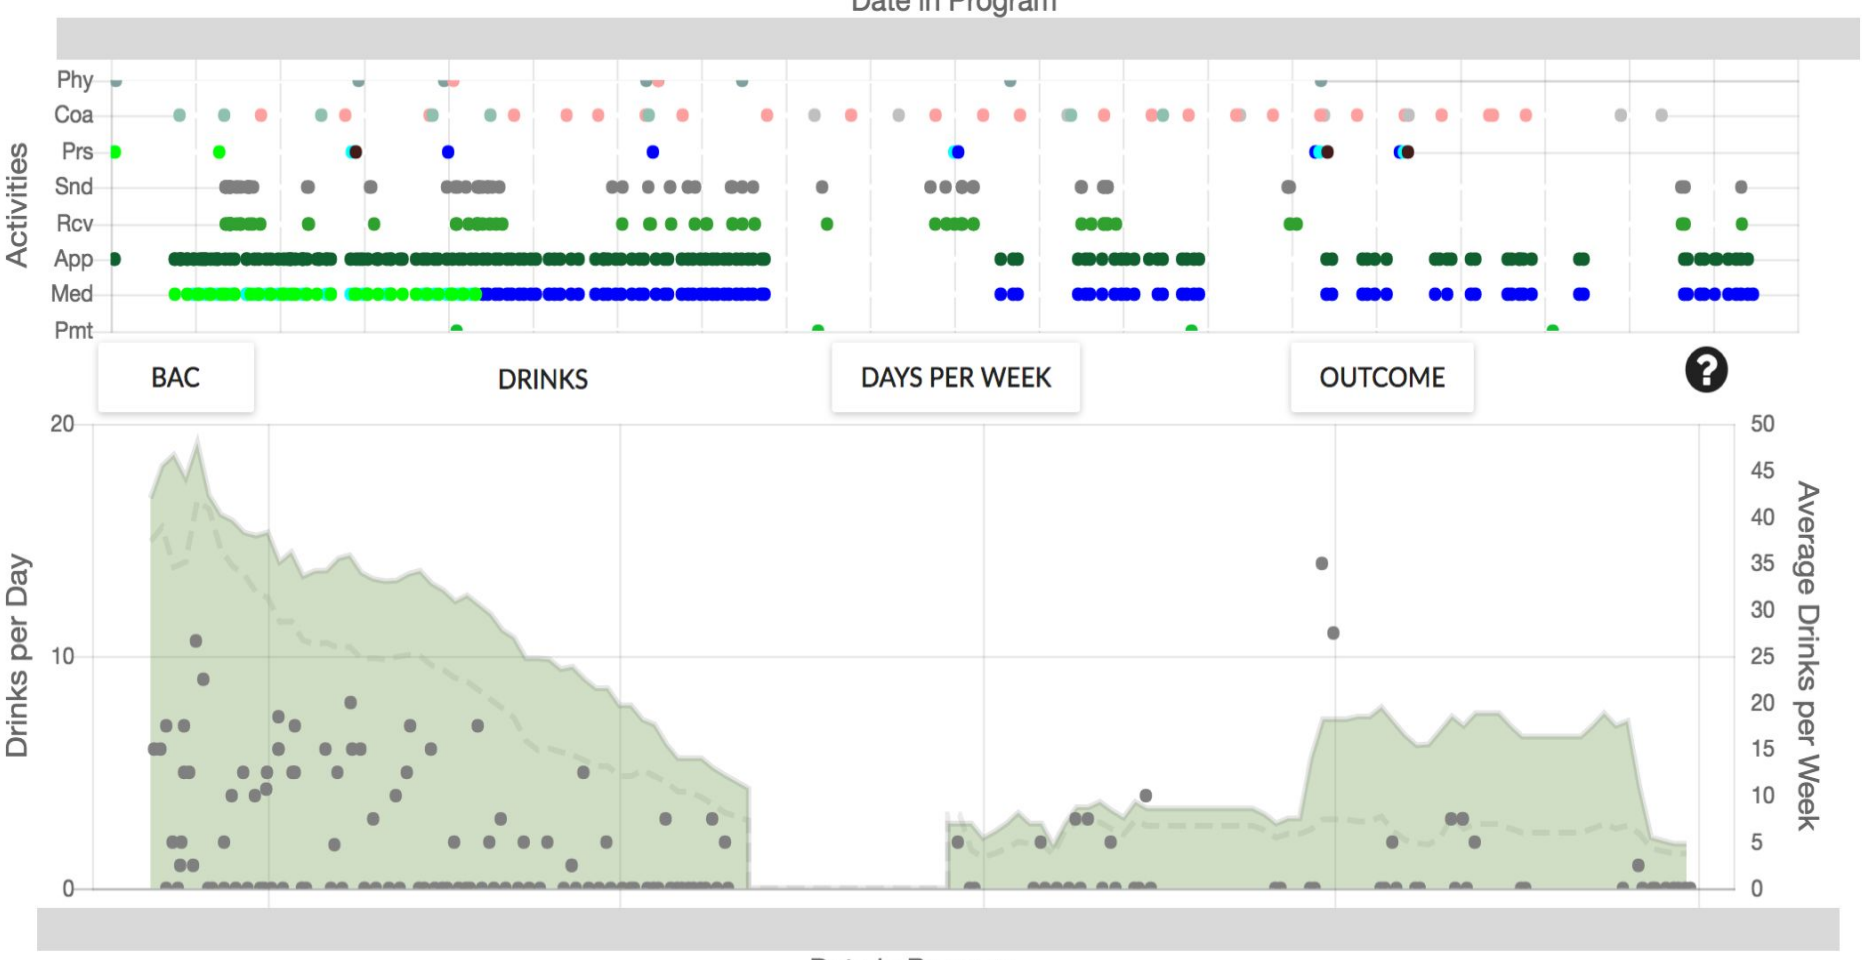 Date in Program
Activities
Phy
Coa
Prs
Snd
Rcv
App
Med
Pmt
BAC
DRINKS
DAYS PER WEEK
OUTCOME
?
Drinks per Day
20
10
0
50
45
40
35
30
25
20
15
10
5
0
Average Drinks per Week